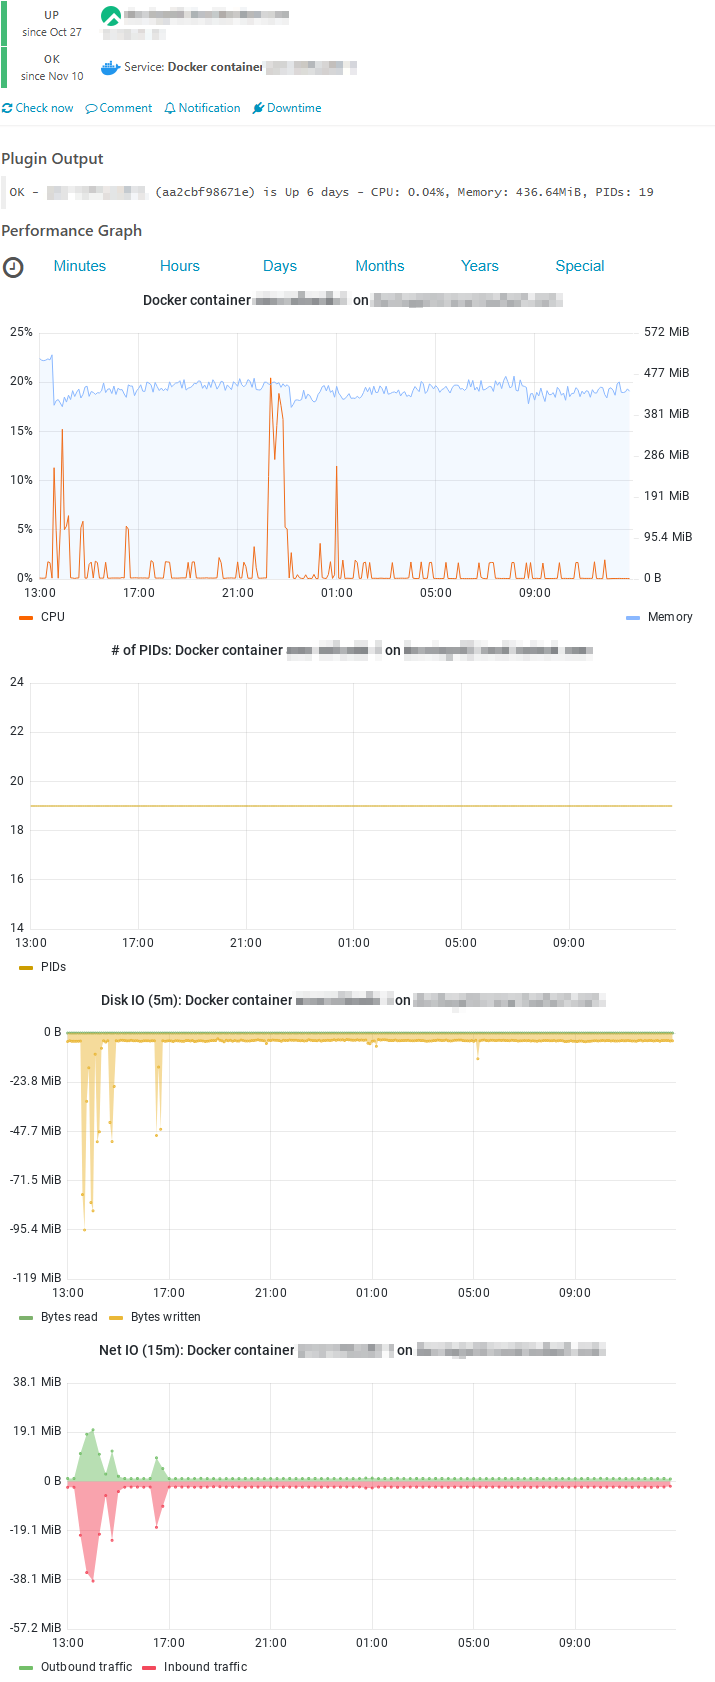 UP
since Oct 27
OK
since Nov 10
Service: Docker container
Check now Comment Notification Downtime
Plugin Output
OK - (aa2cbf98671e) is Up 6 days - CPU: 0.04%, Memory: 436.64MiB, PIDs: 19
Performance Graph
Minutes Hours Days Months Years Special
Docker container on
25% 572 MiB
20% 477 MiB
15% 381 MiB
10% 286 MiB
191 MiB
5% 95.4 MiB
0% 0 B
13:00 17:00 21:00 01:00 05:00 09:00
CPU Memory
# of PIDs: Docker container on
24
22
20
18
16
14
13:00 17:00 21:00 01:00 05:00 09:00
PIDs
Disk IO (5m): Docker container on
0 B
-23.8 MiB
-47.7 MiB
-71.5 MiB
-95.4 MiB
-119 MiB
13:00 17:00 21:00 01:00 05:00 09:00
Bytes read Bytes written
Net IO (15m): Docker container on
38.1 MiB
19.1 MiB
0 B
-19.1 MiB
-38.1 MiB
-57.2 MiB
13:00 17:00 21:00 01:00 05:00 09:00
Outbound traffic Inbound traffic